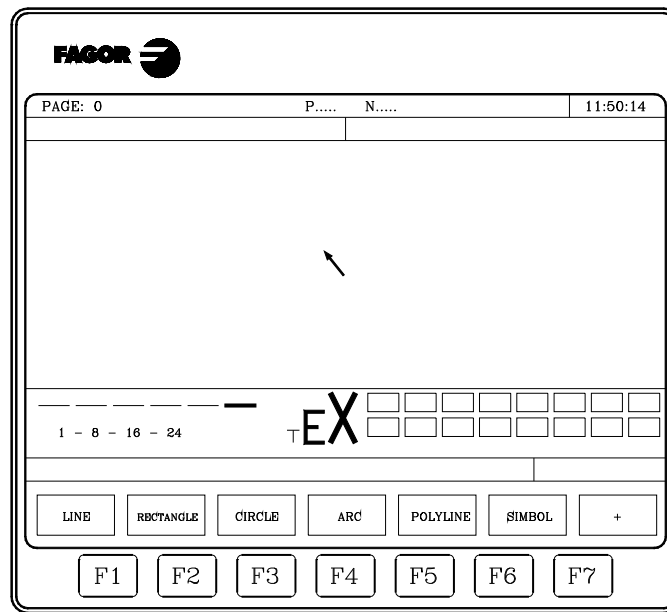 FAGOR
PAGE: 0 P..... N..... 11:50:14
1 - 8 - 16 - 24 TEX
LINE RECTANGLE CIRCLE ARC POLYLINE SIMBOL +
F1 F2 F3 F4 F5 F6 F7